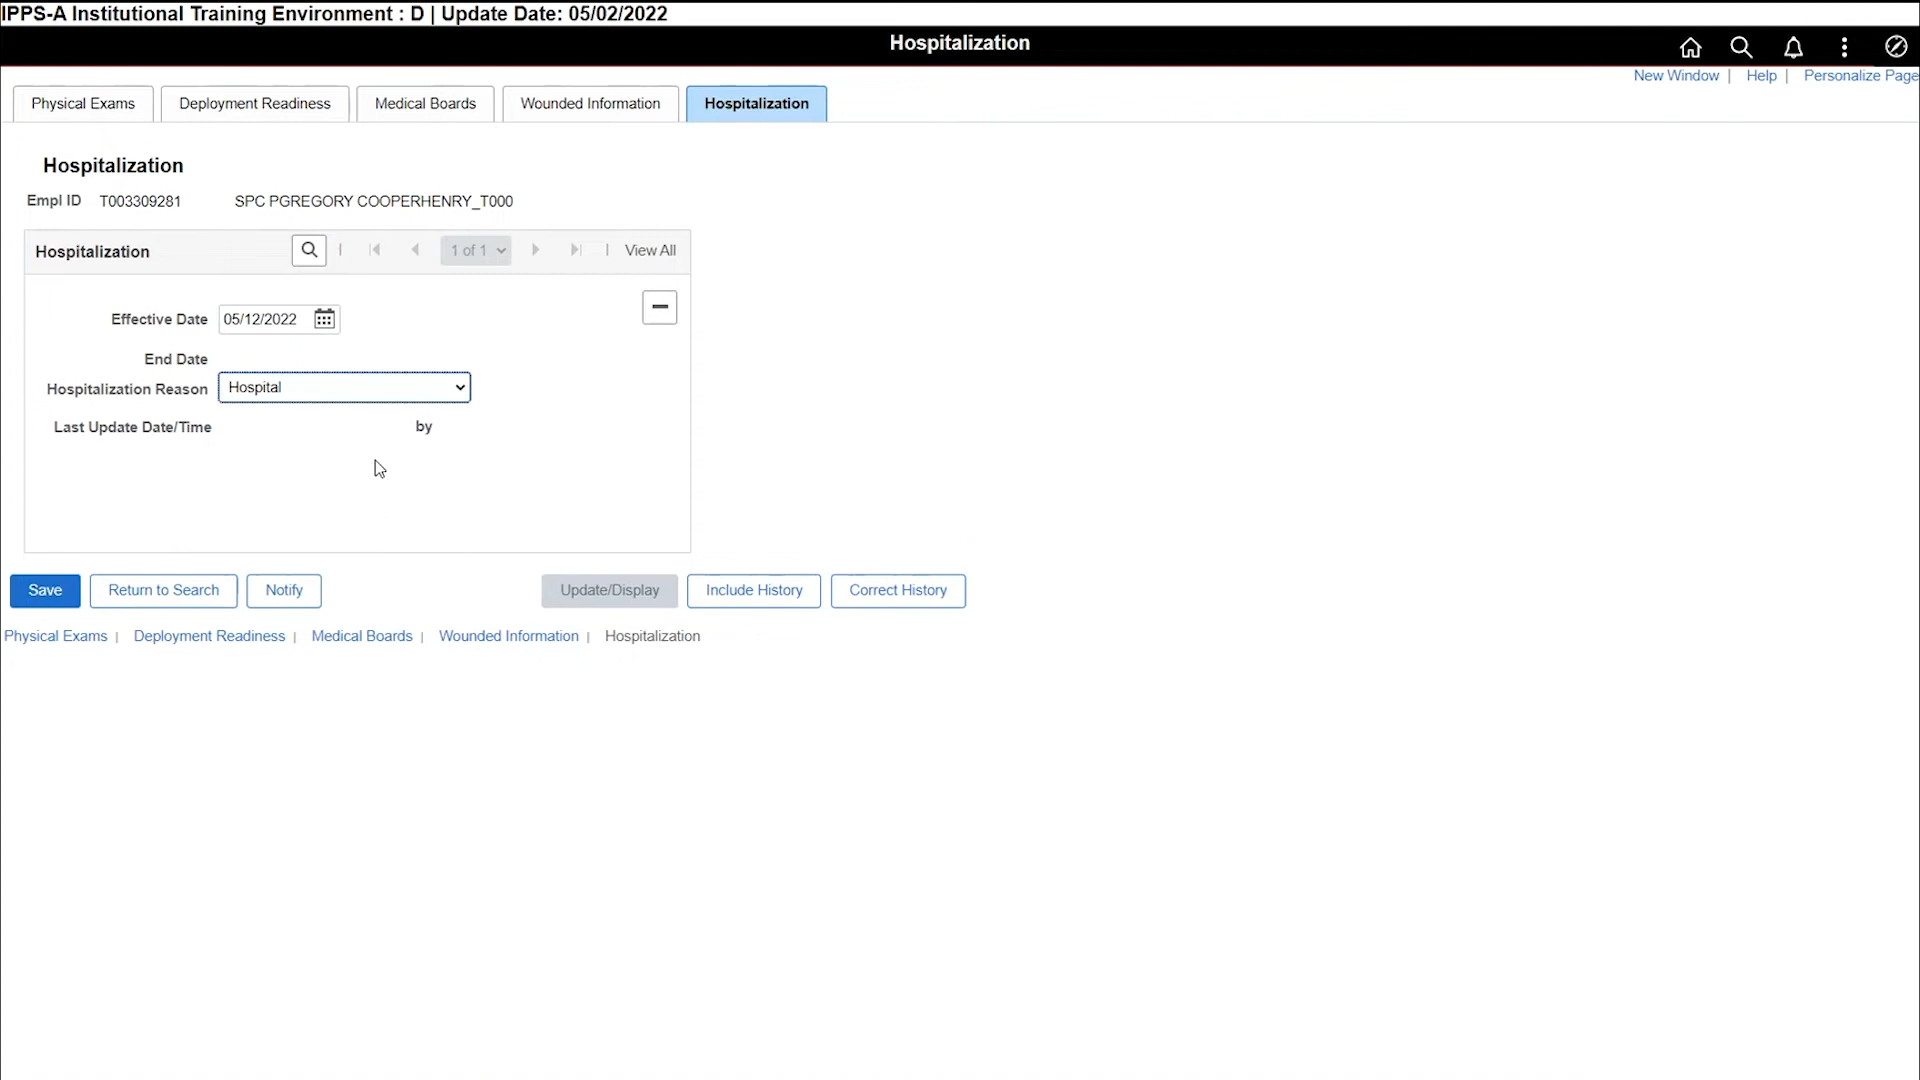 IPPS-A Institutional Training Environment : D | Update Date: 05/02/2022
Hospitalization
New Window | Help | Personalize Page
Physical Exams Deployment Readiness Medical Boards Wounded Information Hospitalization
Hospitalization
Empl ID T003309281 SPC PGREGORY COOPERHENRY_T000
Hospitalization | 1 of 1 | View All
Effective Date 05/12/2022
End Date
Hospitalization Reason Hospital
Last Update Date/Time by
Save Return to Search Notify Update/Display Include History Correct History
Physical Exams | Deployment Readiness | Medical Boards | Wounded Information | Hospitalization